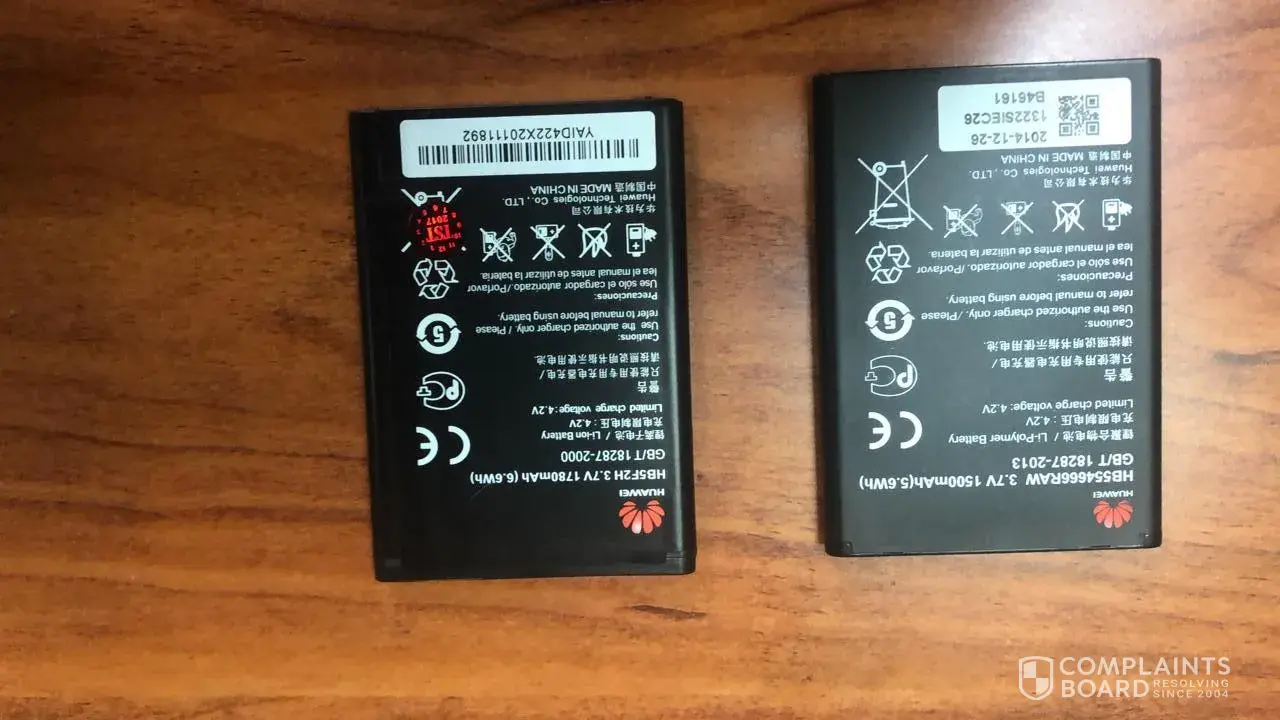 HUAWEI
HB5F2H 3.7V 1780mAh (6.6Wh)
GB/T 18287-2000
锂离子电池 / Li-ion Battery
充电限制电压：4.2V
Limited charge voltage: 4.2V
警告
只能使用专用充电器充电 /
请按照说明书指示使用电池.
Cautions:
Use the authorized charger only. / Please
refer to manual before using battery.
Precauciones:
Use sólo el cargador autorizado./Porfavor
lea el manual antes de utilizar la bateria.
CE
PC
5
华为技术有限公司
Huawei Technologies Co., LTD.
中国制造 MADE IN CHINA
TST
2017
YAID422X20111892
HUAWEI
HB554666RAW 3.7V 1500mAh(5.6Wh)
GB/T 18287-2013
锂聚合物电池 / Li-Polymer Battery
充电限制电压：4.2V
Limited charge voltage: 4.2V
警告
只能使用专用充电器充电 /
请按照说明书指示使用电池.
Cautions:
Use the authorized charger only. / Please
refer to manual before using battery.
Precauciones:
Use sólo el cargador autorizado. /Porfavor
lea el manual antes de utilizar la bateria.
CE
PC
5
华为技术有限公司
Huawei Technologies Co., LTD.
中国制造 MADE IN CHINA
2014-12-26
1322SIEC26
B46161
COMPLAINTS
BOARD RESOLVING
SINCE 2004